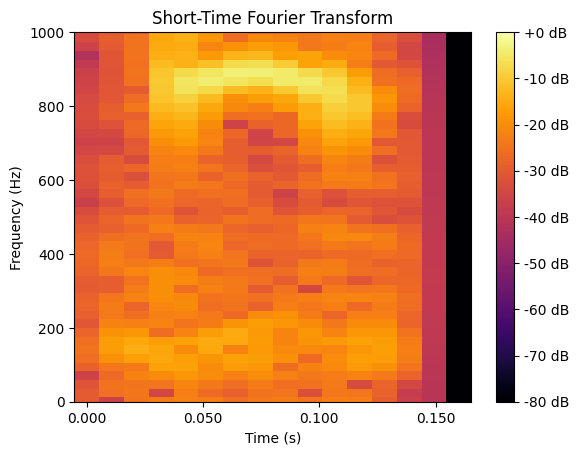 Short-Time Fourier Transform
1000
800
600
400
200
0
Frequency (Hz)
0.000
0.050
0.100
0.150
Time (s)
+0 dB
-10 dB
-20 dB
-30 dB
-40 dB
-50 dB
-60 dB
-70 dB
-80 dB